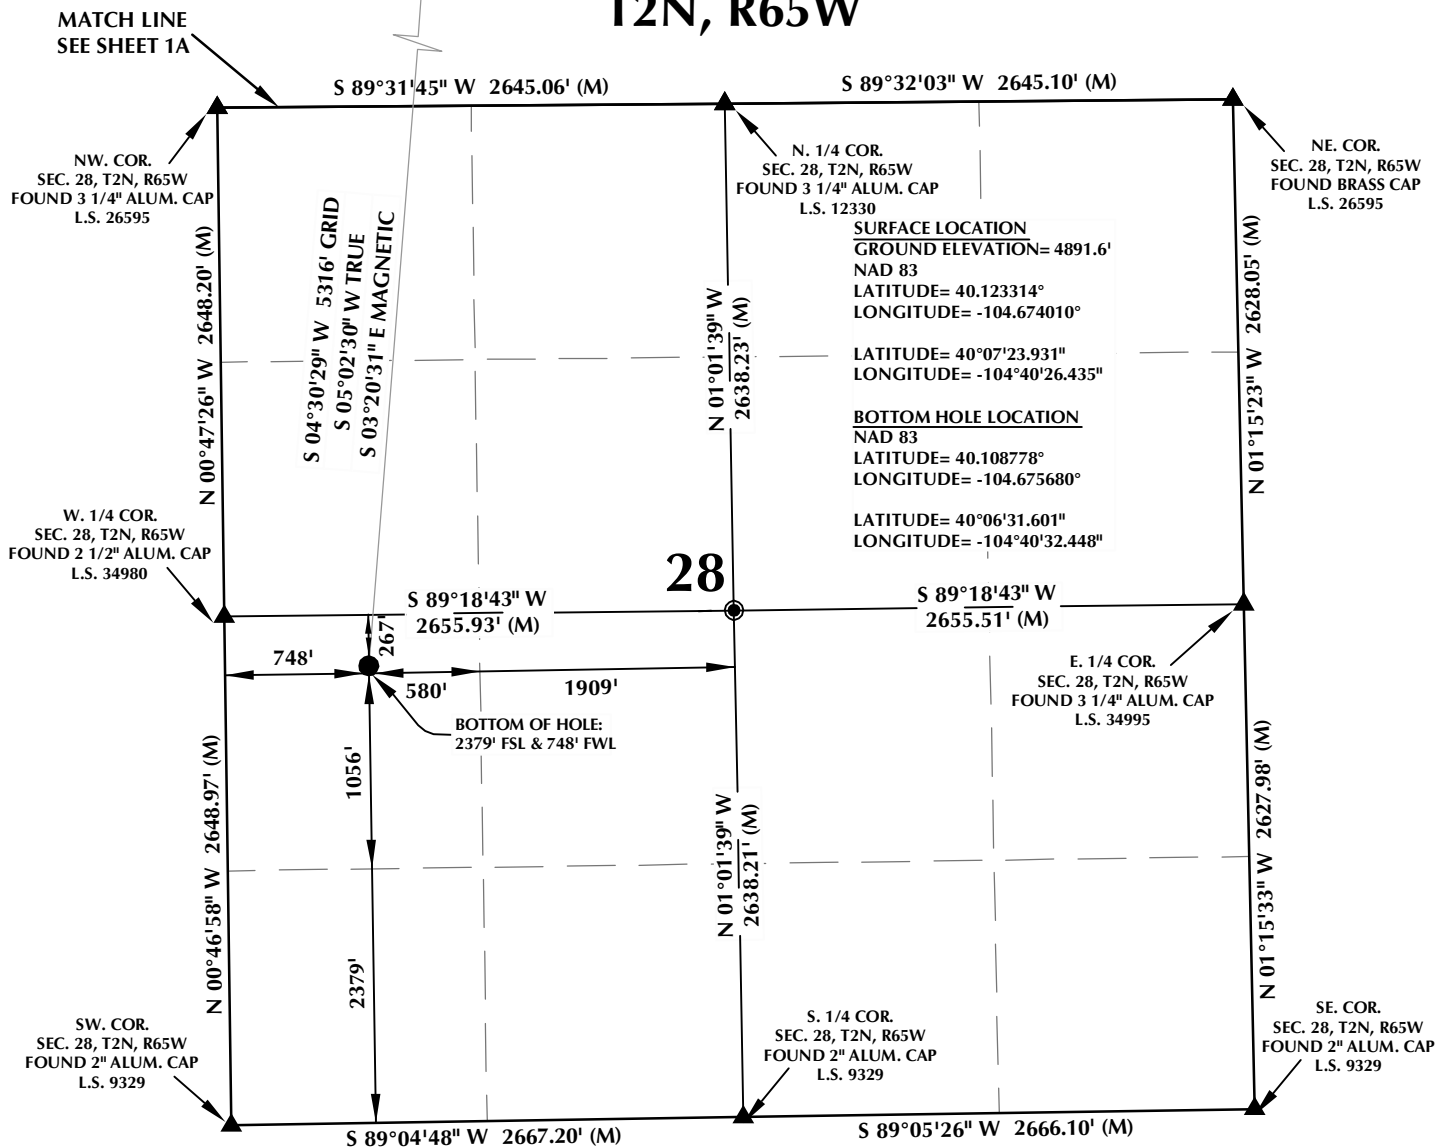 T2N, R65W
MATCH LINE
SEE SHEET 1A
S 89°31'45" W 2645.06' (M)
S 89°32'03" W 2645.10' (M)
NW. COR.
SEC. 28, T2N, R65W
FOUND 3 1/4" ALUM. CAP
L.S. 26595
N. 1/4 COR.
SEC. 28, T2N, R65W
FOUND 3 1/4" ALUM. CAP
L.S. 12330
NE. COR.
SEC. 28, T2N, R65W
FOUND BRASS CAP
L.S. 26595
N 00°47'26" W 2648.20' (M)
S 04°30'29" W 5316' GRID
S 05°02'30" W TRUE
S 03°20'31" E MAGNETIC
N 01°01'39" W
2638.23' (M)
SURFACE LOCATION
GROUND ELEVATION= 4891.6'
NAD 83
LATITUDE= 40.123314°
LONGITUDE= -104.674010°
LATITUDE= 40°07'23.931"
LONGITUDE= -104°40'26.435"
BOTTOM HOLE LOCATION
NAD 83
LATITUDE= 40.108778°
LONGITUDE= -104.675680°
LATITUDE= 40°06'31.601"
LONGITUDE= -104°40'32.448"
N 01°15'23" W 2628.05' (M)
W. 1/4 COR.
SEC. 28, T2N, R65W
FOUND 2 1/2" ALUM. CAP
L.S. 34980
28
S 89°18'43" W
2655.93' (M)
S 89°18'43" W
2655.51' (M)
267'
748'
580'
1909'
E. 1/4 COR.
SEC. 28, T2N, R65W
FOUND 3 1/4" ALUM. CAP
L.S. 34995
BOTTOM OF HOLE:
2379' FSL & 748' FWL
1056'
N 00°46'58" W 2648.97' (M)
N 01°01'39" W
2638.21' (M)
N 01°15'33" W 2627.98' (M)
2379'
SW. COR.
SEC. 28, T2N, R65W
FOUND 2" ALUM. CAP
L.S. 9329
S. 1/4 COR.
SEC. 28, T2N, R65W
FOUND 2" ALUM. CAP
L.S. 9329
SE. COR.
SEC. 28, T2N, R65W
FOUND 2" ALUM. CAP
L.S. 9329
S 89°04'48" W 2667.20' (M)
S 89°05'26" W 2666.10' (M)